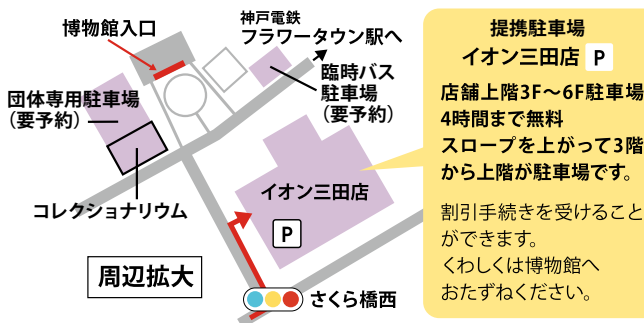 博物館入口
神戸電鉄
フラワータウン駅へ
臨時バス
駐車場
(要予約)
団体専用駐車場
(要予約)
コレクショナリウム
イオン三田店
P
周辺拡大
さくら橋西
提携駐車場
イオン三田店 P
店舗上階3F〜6F駐車場
4時間まで無料
スロープを上がって3階
から上階が駐車場です。
割引手続きを受けること
ができます。
くわしくは博物館へ
おたずねください。